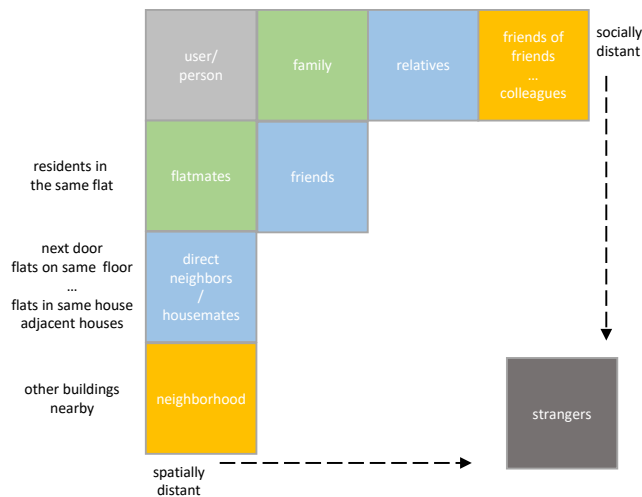 user/
person
family
relatives
friends of
friends
...
colleagues
socially
distant
residents in
the same flat
flatmates
friends
next door
flats on same floor
...
flats in same house
adjacent houses
direct
neighbors
/
housemates
other buildings
nearby
neighborhood
strangers
spatially
distant